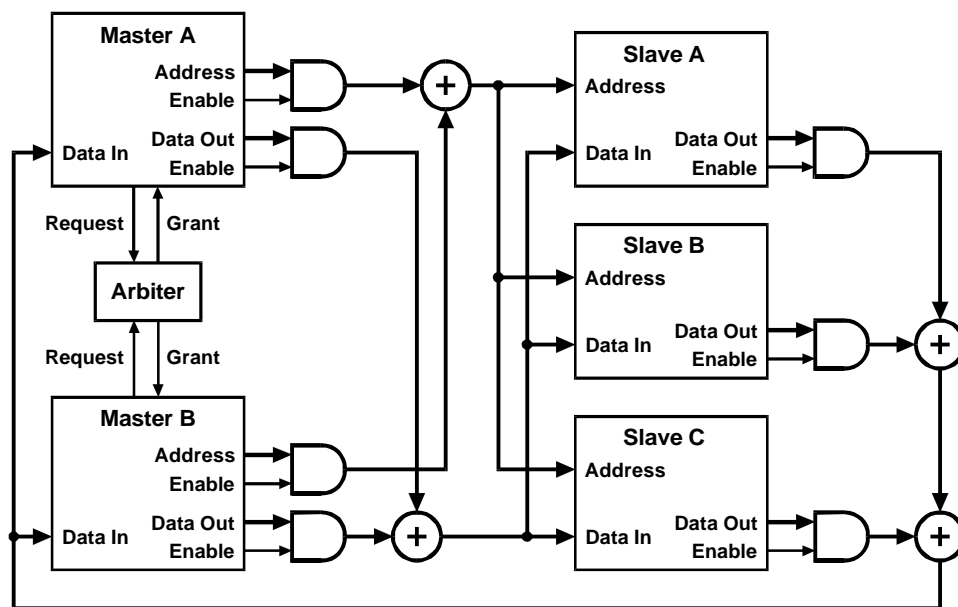 Master A
Address
Enable
Data Out
Enable
Data In
Request
Grant
Arbiter
Request
Grant
Master B
Address
Enable
Data Out
Enable
Data In
+
+
Slave A
Address
Data Out
Data In
Enable
Slave B
Address
Data Out
Data In
Enable
Slave C
Address
Data Out
Data In
Enable
+
+